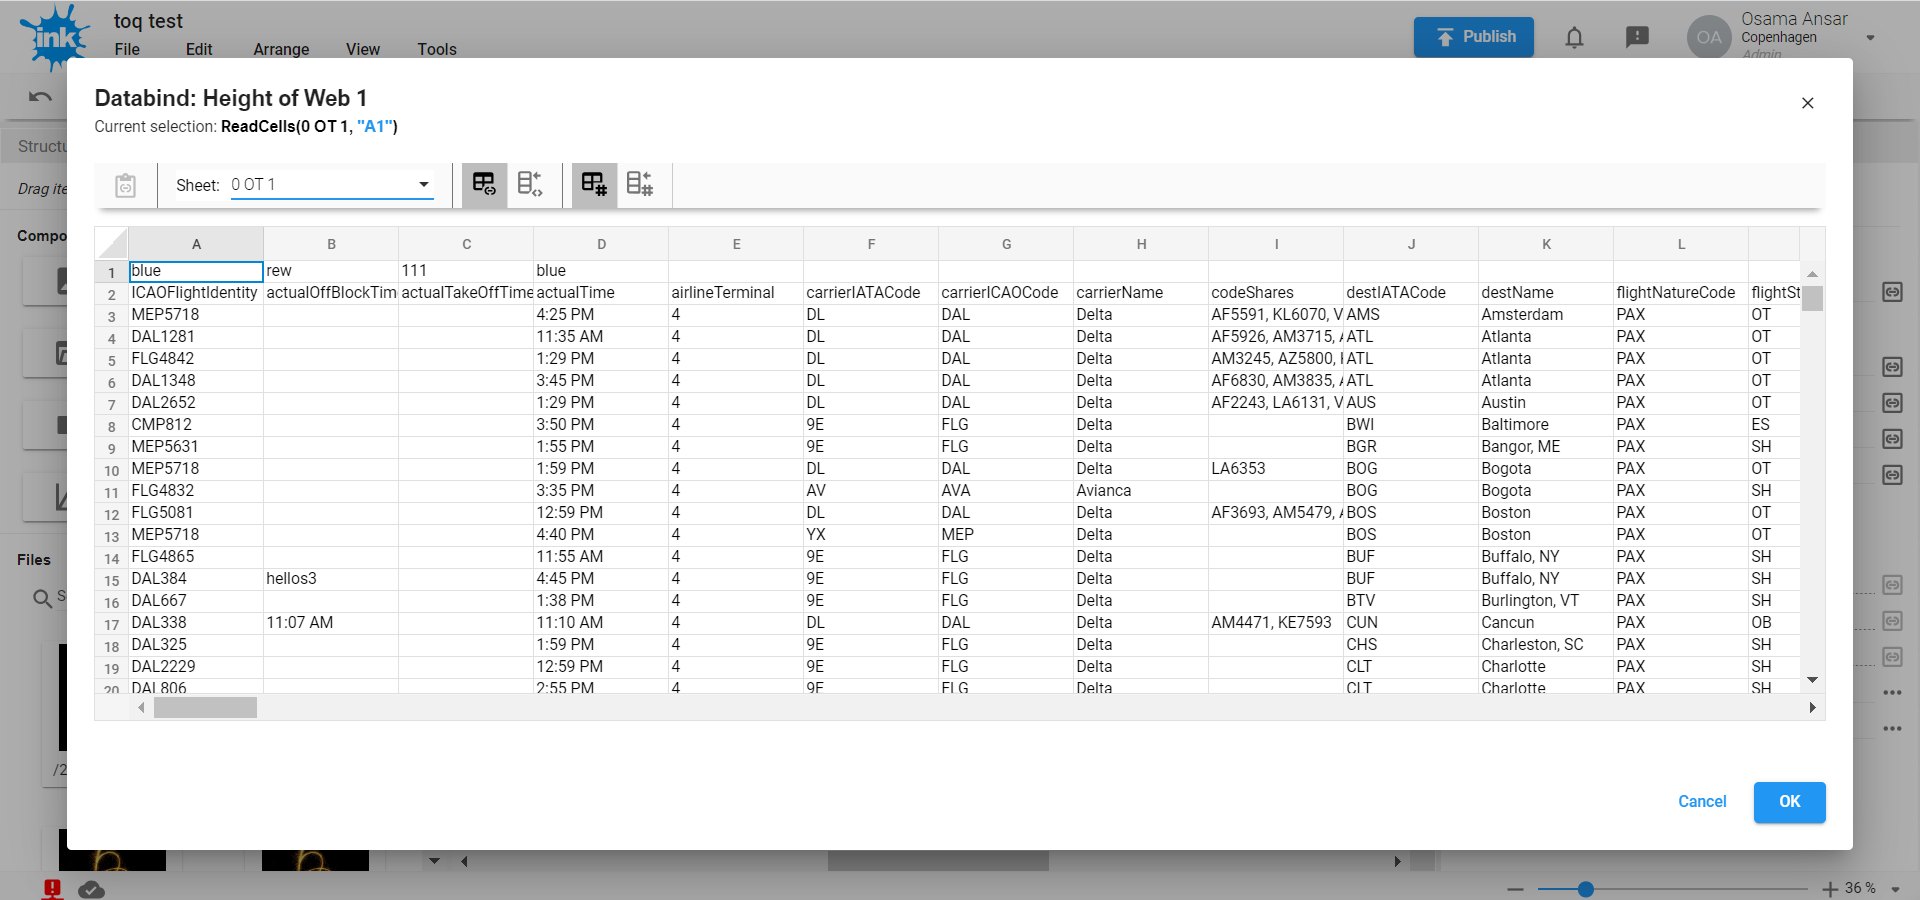 ink
toq test
File Edit Arrange View Tools
Publish
OA
Osama Ansar
Copenhagen
Admin
Structu
Drag ite
Compo
Files
S
/2
Databind: Height of Web 1
Current selection: ReadCells(0 OT 1, "A1")
Sheet: 0 OT 1
A B C D E F G H I J K L
1 blue rew 111 blue
2 ICAOFlightIdentity actualOffBlockTim actualTakeOffTime actualTime airlineTerminal carrierIATACode carrierICAOCode carrierName codeShares destIATACode destName flightNatureCode flightSt
3 MEP5718 4:25 PM 4 DL DAL Delta AF5591, KL6070, V AMS Amsterdam PAX OT
4 DAL1281 11:35 AM 4 DL DAL Delta AF5926, AM3715, ATL Atlanta PAX OT
5 FLG4842 1:29 PM 4 DL DAL Delta AM3245, AZ5800, ATL Atlanta PAX OT
6 DAL1348 3:45 PM 4 DL DAL Delta AF6830, AM3835, ATL Atlanta PAX OT
7 DAL2652 1:29 PM 4 DL DAL Delta AF2243, LA6131, V AUS Austin PAX OT
8 CMP812 3:50 PM 4 9E FLG Delta BWI Baltimore PAX ES
9 MEP5631 1:55 PM 4 9E FLG Delta BGR Bangor, ME PAX SH
10 MEP5718 1:59 PM 4 DL DAL Delta LA6353 BOG Bogota PAX OT
11 FLG4832 3:35 PM 4 AV AVA Avianca BOG Bogota PAX SH
12 FLG5081 12:59 PM 4 DL DAL Delta AF3693, AM5479, BOS Boston PAX OT
13 MEP5718 4:40 PM 4 YX MEP Delta BOS Boston PAX OT
14 FLG4865 11:55 AM 4 9E FLG Delta BUF Buffalo, NY PAX SH
15 DAL384 hellos3 4:45 PM 4 9E FLG Delta BUF Buffalo, NY PAX SH
16 DAL667 1:38 PM 4 9E FLG Delta BTV Burlington, VT PAX SH
17 DAL338 11:07 AM 11:10 AM 4 DL DAL Delta AM4471, KE7593 CUN Cancun PAX OB
18 DAL325 1:59 PM 4 9E FLG Delta CHS Charleston, SC PAX SH
19 DAL2229 12:59 PM 4 9E FLG Delta CLT Charlotte PAX SH
20 DAL806 2:55 PM 4 9E FLG Delta CLT Charlotte PAX SH
Cancel OK
36 %